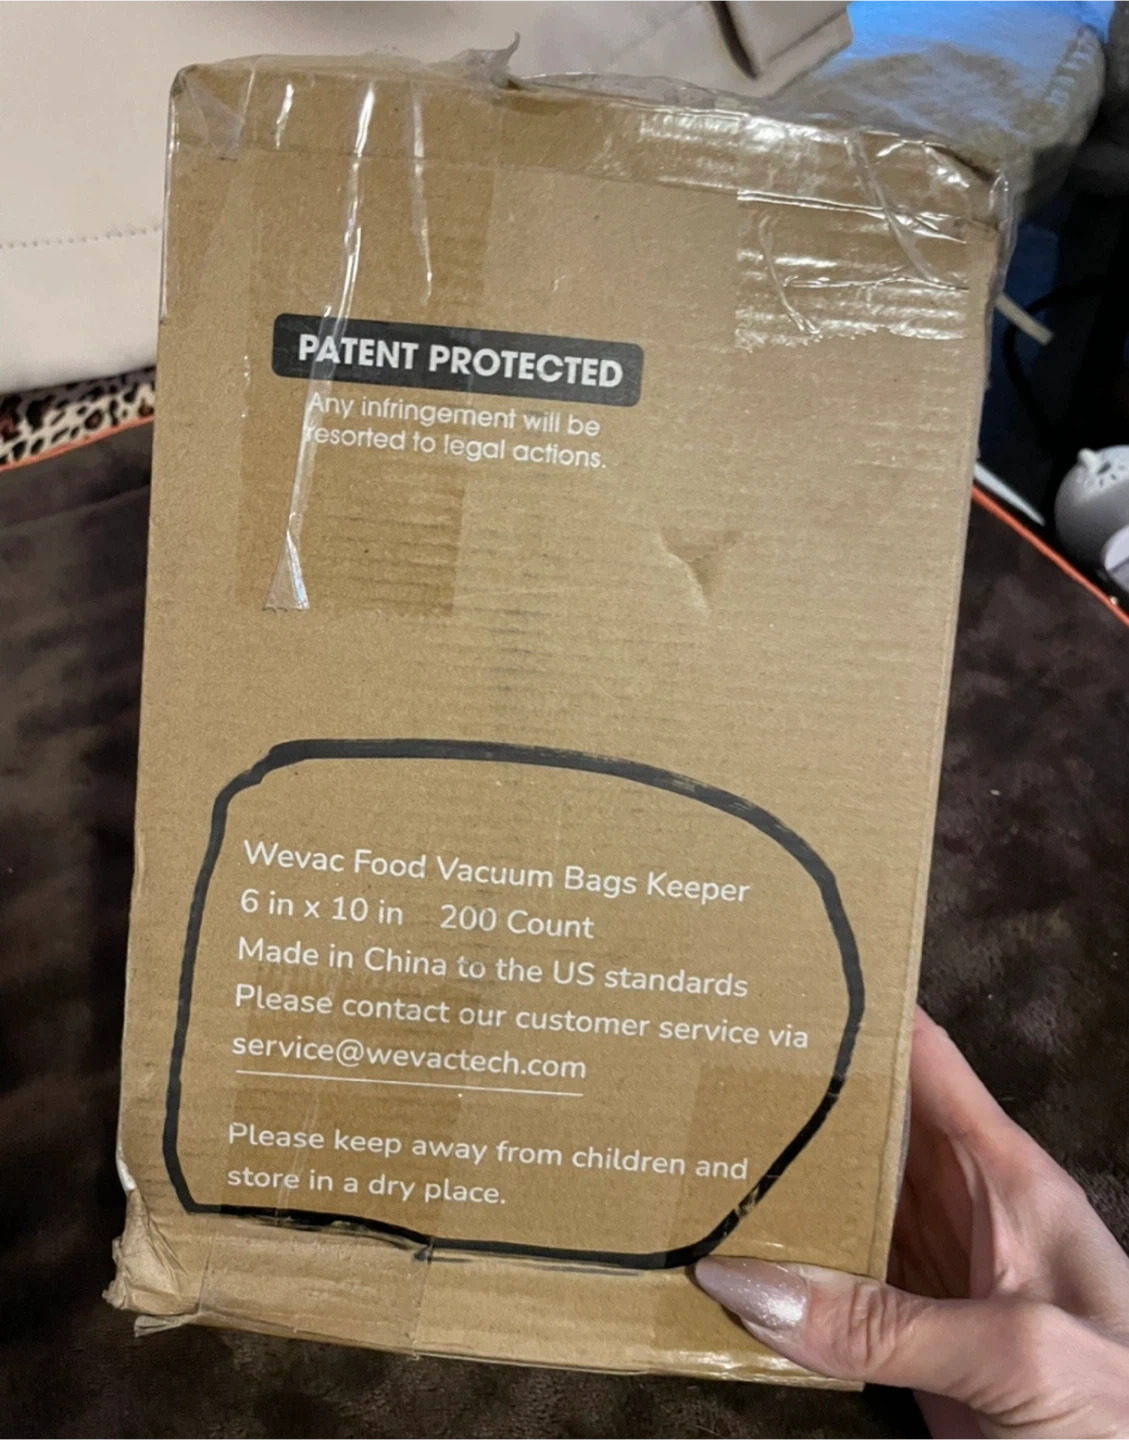 PATENT PROTECTED
Any infringement will be
resorted to legal actions.
Wevac Food Vacuum Bags Keeper
6 in x 10 in 200 Count
Made in China to the US standards
Please contact our customer service via
service@wevactech.com
Please keep away from children and
store in a dry place.